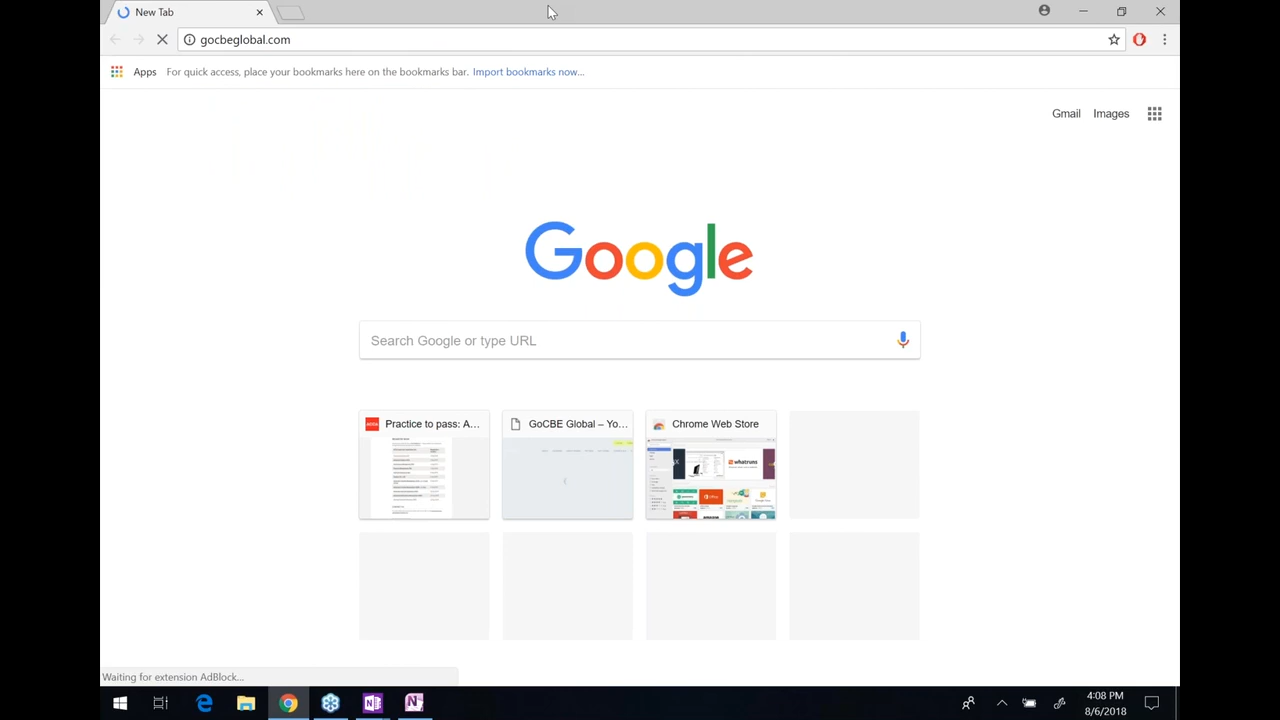 New Tab
gocbeglobal.com
Apps For quick access, place your bookmarks here on the bookmarks bar. Import bookmarks now...
Gmail Images
Google
Search Google or type URL
Practice to pass: A... GoCBE Global – Yo... Chrome Web Store
whatruns
Waiting for extension AdBlock...
4:08 PM
8/6/2018